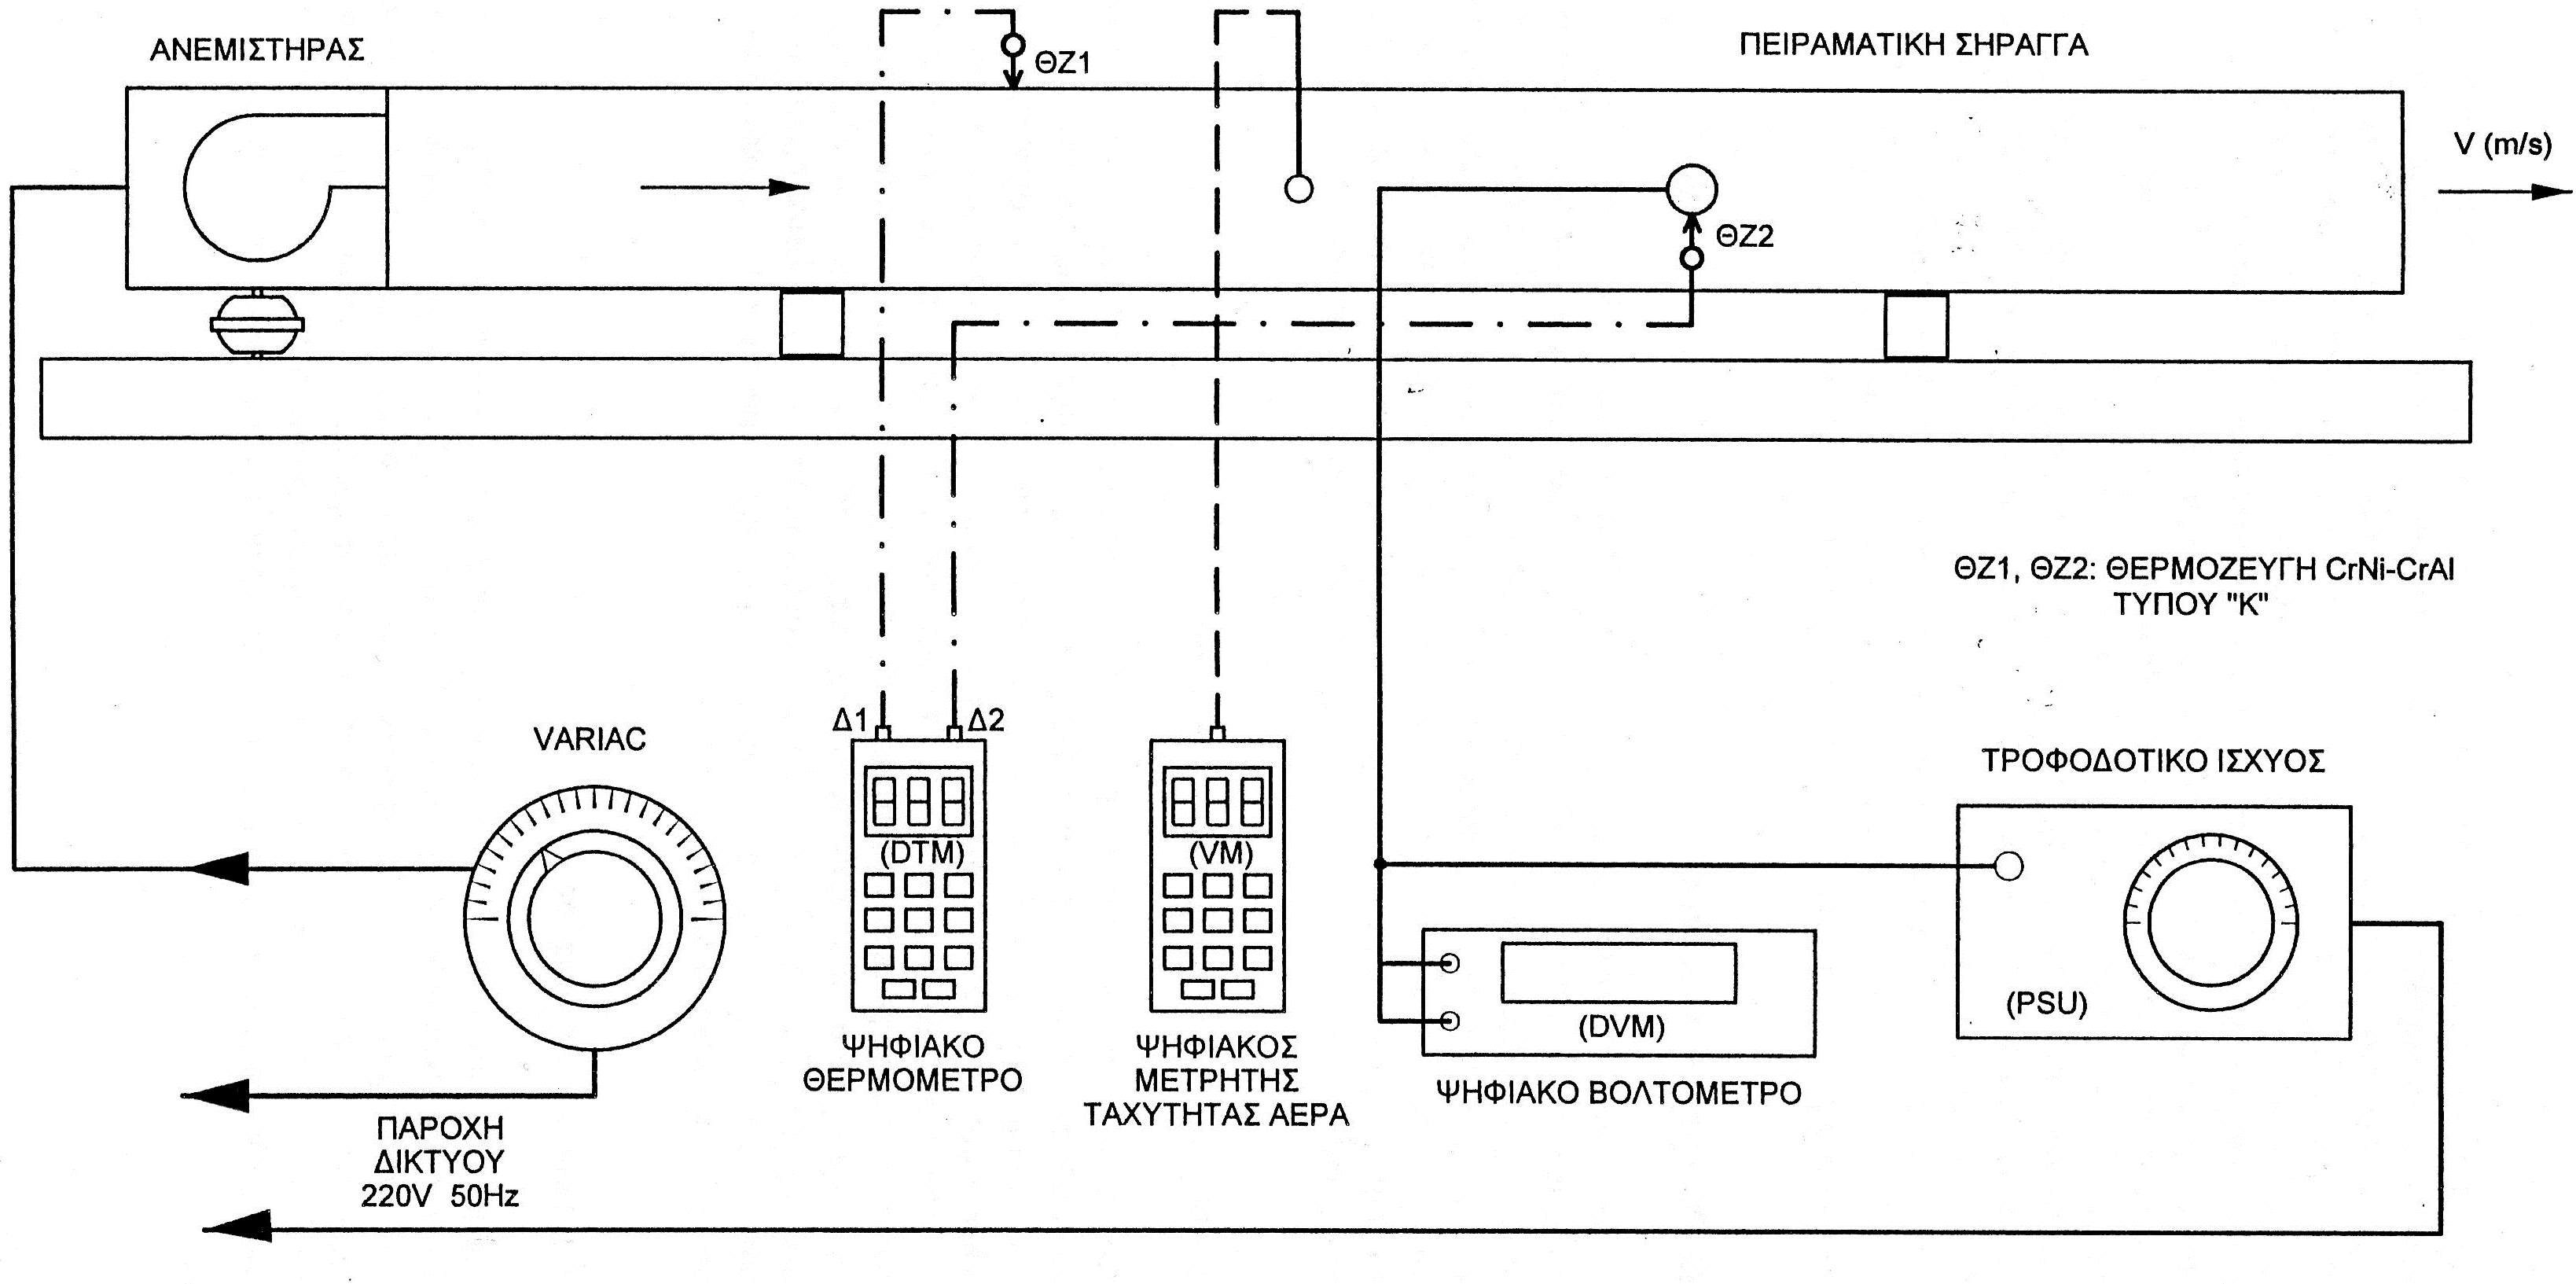 ΑΝΕΜΙΣΤΗΡΑΣ
ΘΖ1
ΠΕΙΡΑΜΑΤΙΚΗ ΣΗΡΑΓΓΑ
V (m/s)
ΘΖ2
ΘΖ1, ΘΖ2: ΘΕΡΜΟΖΕΥΓΗ CrNi-CrAl
ΤΥΠΟΥ "Κ"
VARIAC
Δ1
Δ2
(DTM)
ΨΗΦΙΑΚΟ
ΘΕΡΜΟΜΕΤΡΟ
(VM)
ΨΗΦΙΑΚΟΣ
ΜΕΤΡΗΤΗΣ
ΤΑΧΥΤΗΤΑΣ ΑΕΡΑ
(DVM)
ΨΗΦΙΑΚΟ ΒΟΛΤΟΜΕΤΡΟ
ΤΡΟΦΟΔΟΤΙΚΟ ΙΣΧΥΟΣ
(PSU)
ΠΑΡΟΧΗ
ΔΙΚΤΥΟΥ
220V 50Hz